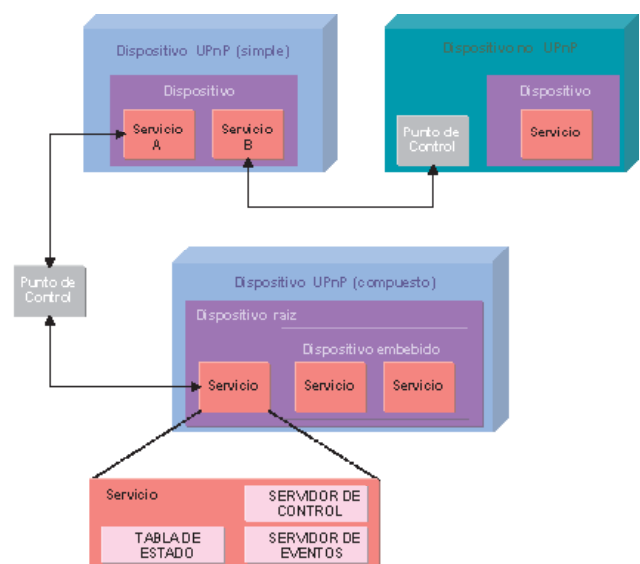 Dispositivo UPnP (simple)
Dispositivo
Servicio
A
Servicio
B
Dispositivo no UPnP
Dispositivo
Punto de
Control
Servicio
Punto de
Control
Dispositivo UPnP (compuesto)
Dispositivo raiz
Dispositivo embebido
Servicio
Servicio
Servicio
Servicio
SERVIDOR DE
CONTROL
TABLA DE
ESTADO
SERVIDOR DE
EVENTOS